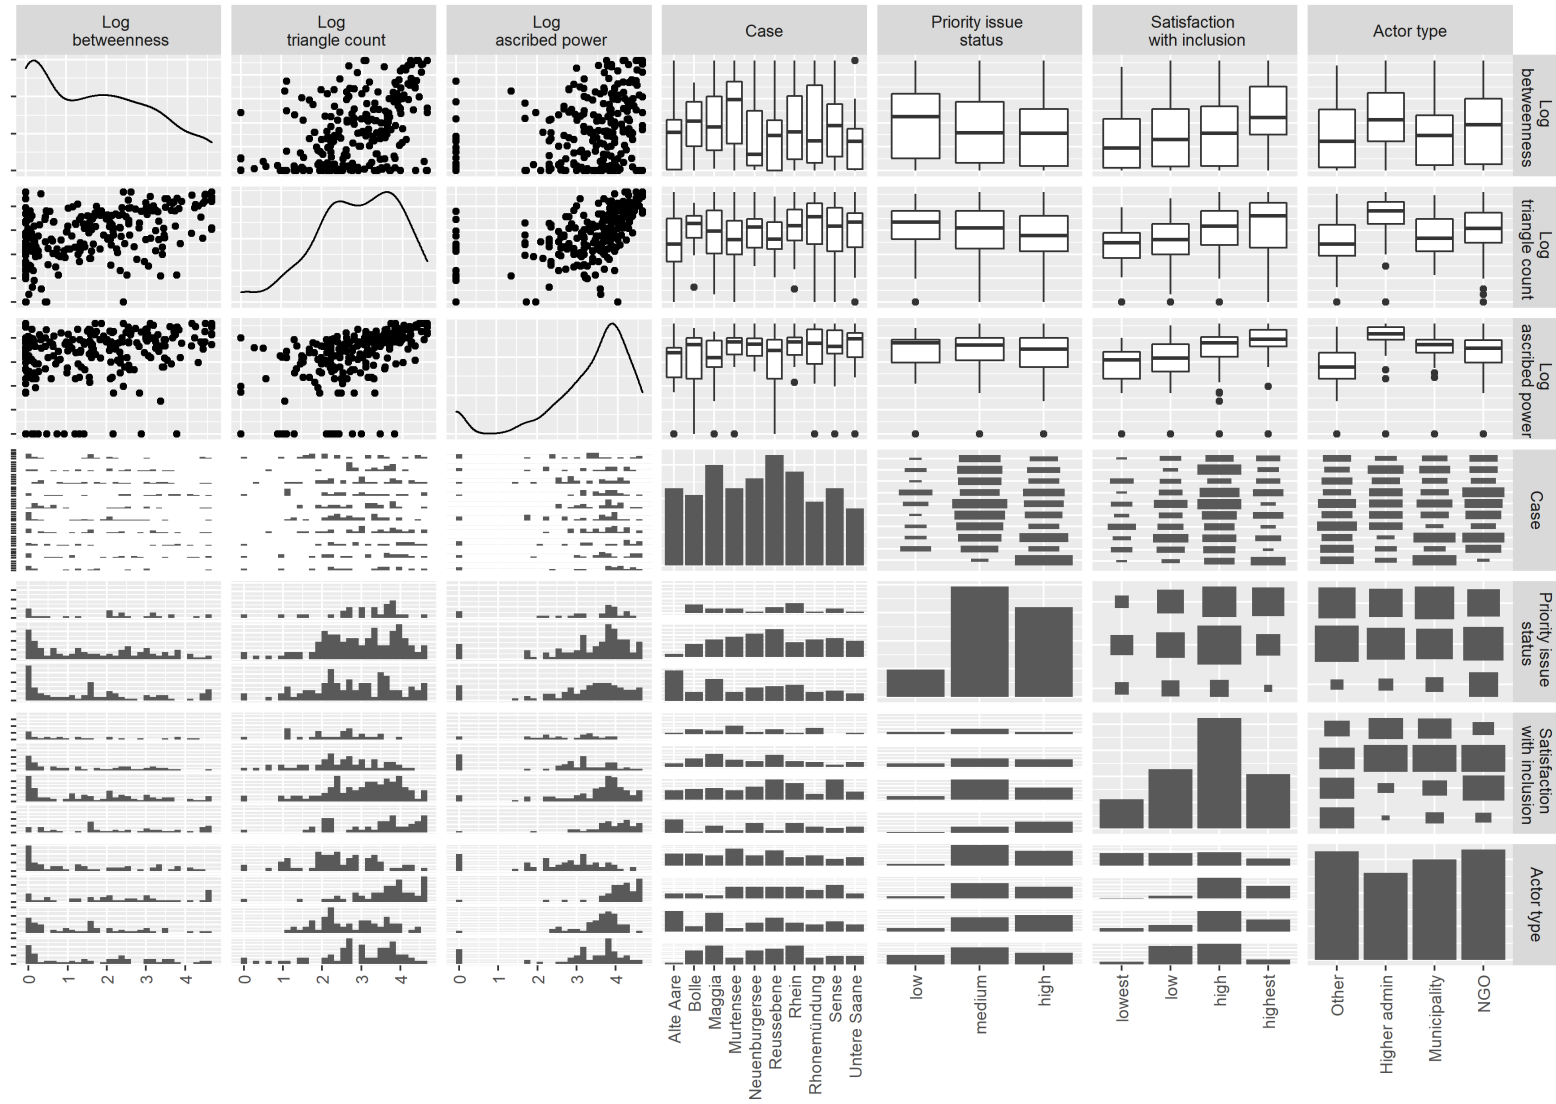 Log
betweenness
Log
triangle count
Log
ascribed power
Case
Priority issue
status
Satisfaction
with inclusion
Actor type
Log
betweenness
Log
triangle count
Log
ascribed power
Case
Priority issue
status
Satisfaction
with inclusion
Actor type
0 1 2 3 4
0 1 2 3 4
0 1 2 3 4
Alte Aare
Bolle
Maggia
Murtensee
Neuenburgersee
Reussebene
Rhein
Rhonemündung
Sense
Untere Saane
low
medium
high
lowest
low
high
highest
Other
Higher admin
Municipality
NGO